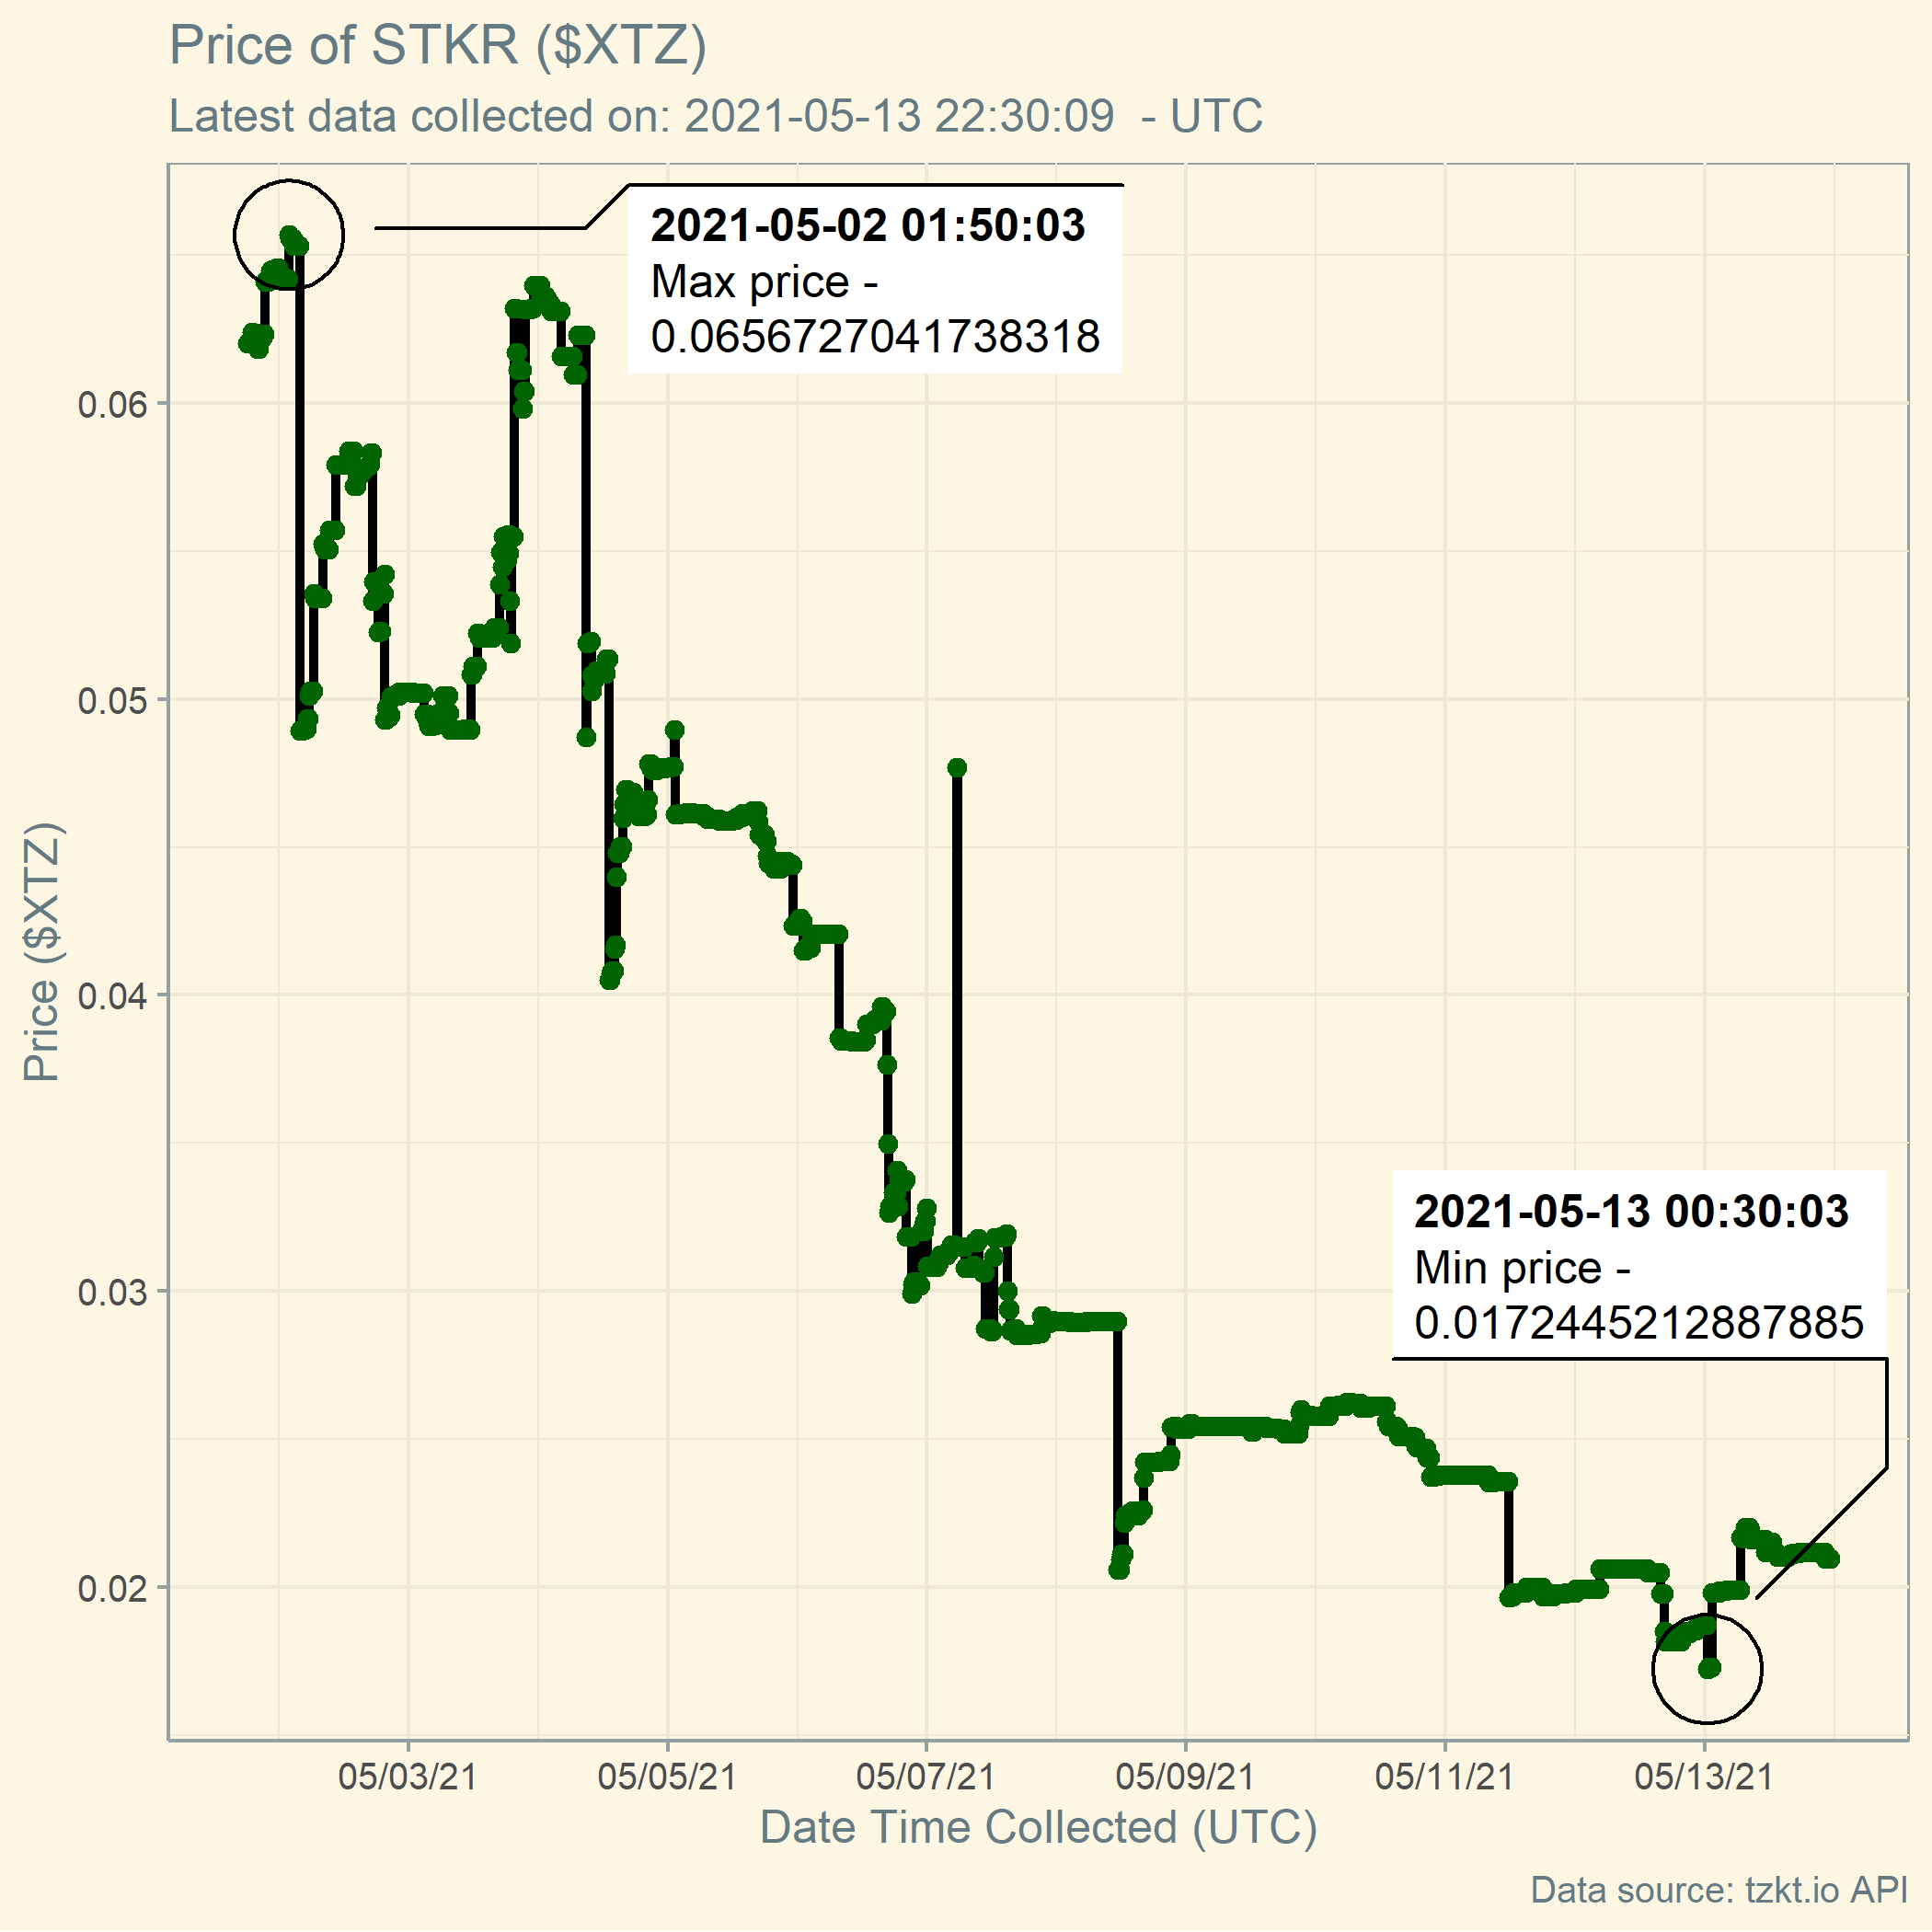 Price of STKR ($XTZ)
Latest data collected on: 2021-05-13 22:30:09  - UTC
2021-05-02 01:50:03
Max price -
0.0656727041738318
0.06
0.05
0.04
0.03
0.02
Price ($XTZ)
2021-05-13 00:30:03
Min price -
0.0172445212887885
05/03/21
05/05/21
05/07/21
05/09/21
05/11/21
05/13/21
Date Time Collected (UTC)
Data source: tzkt.io API